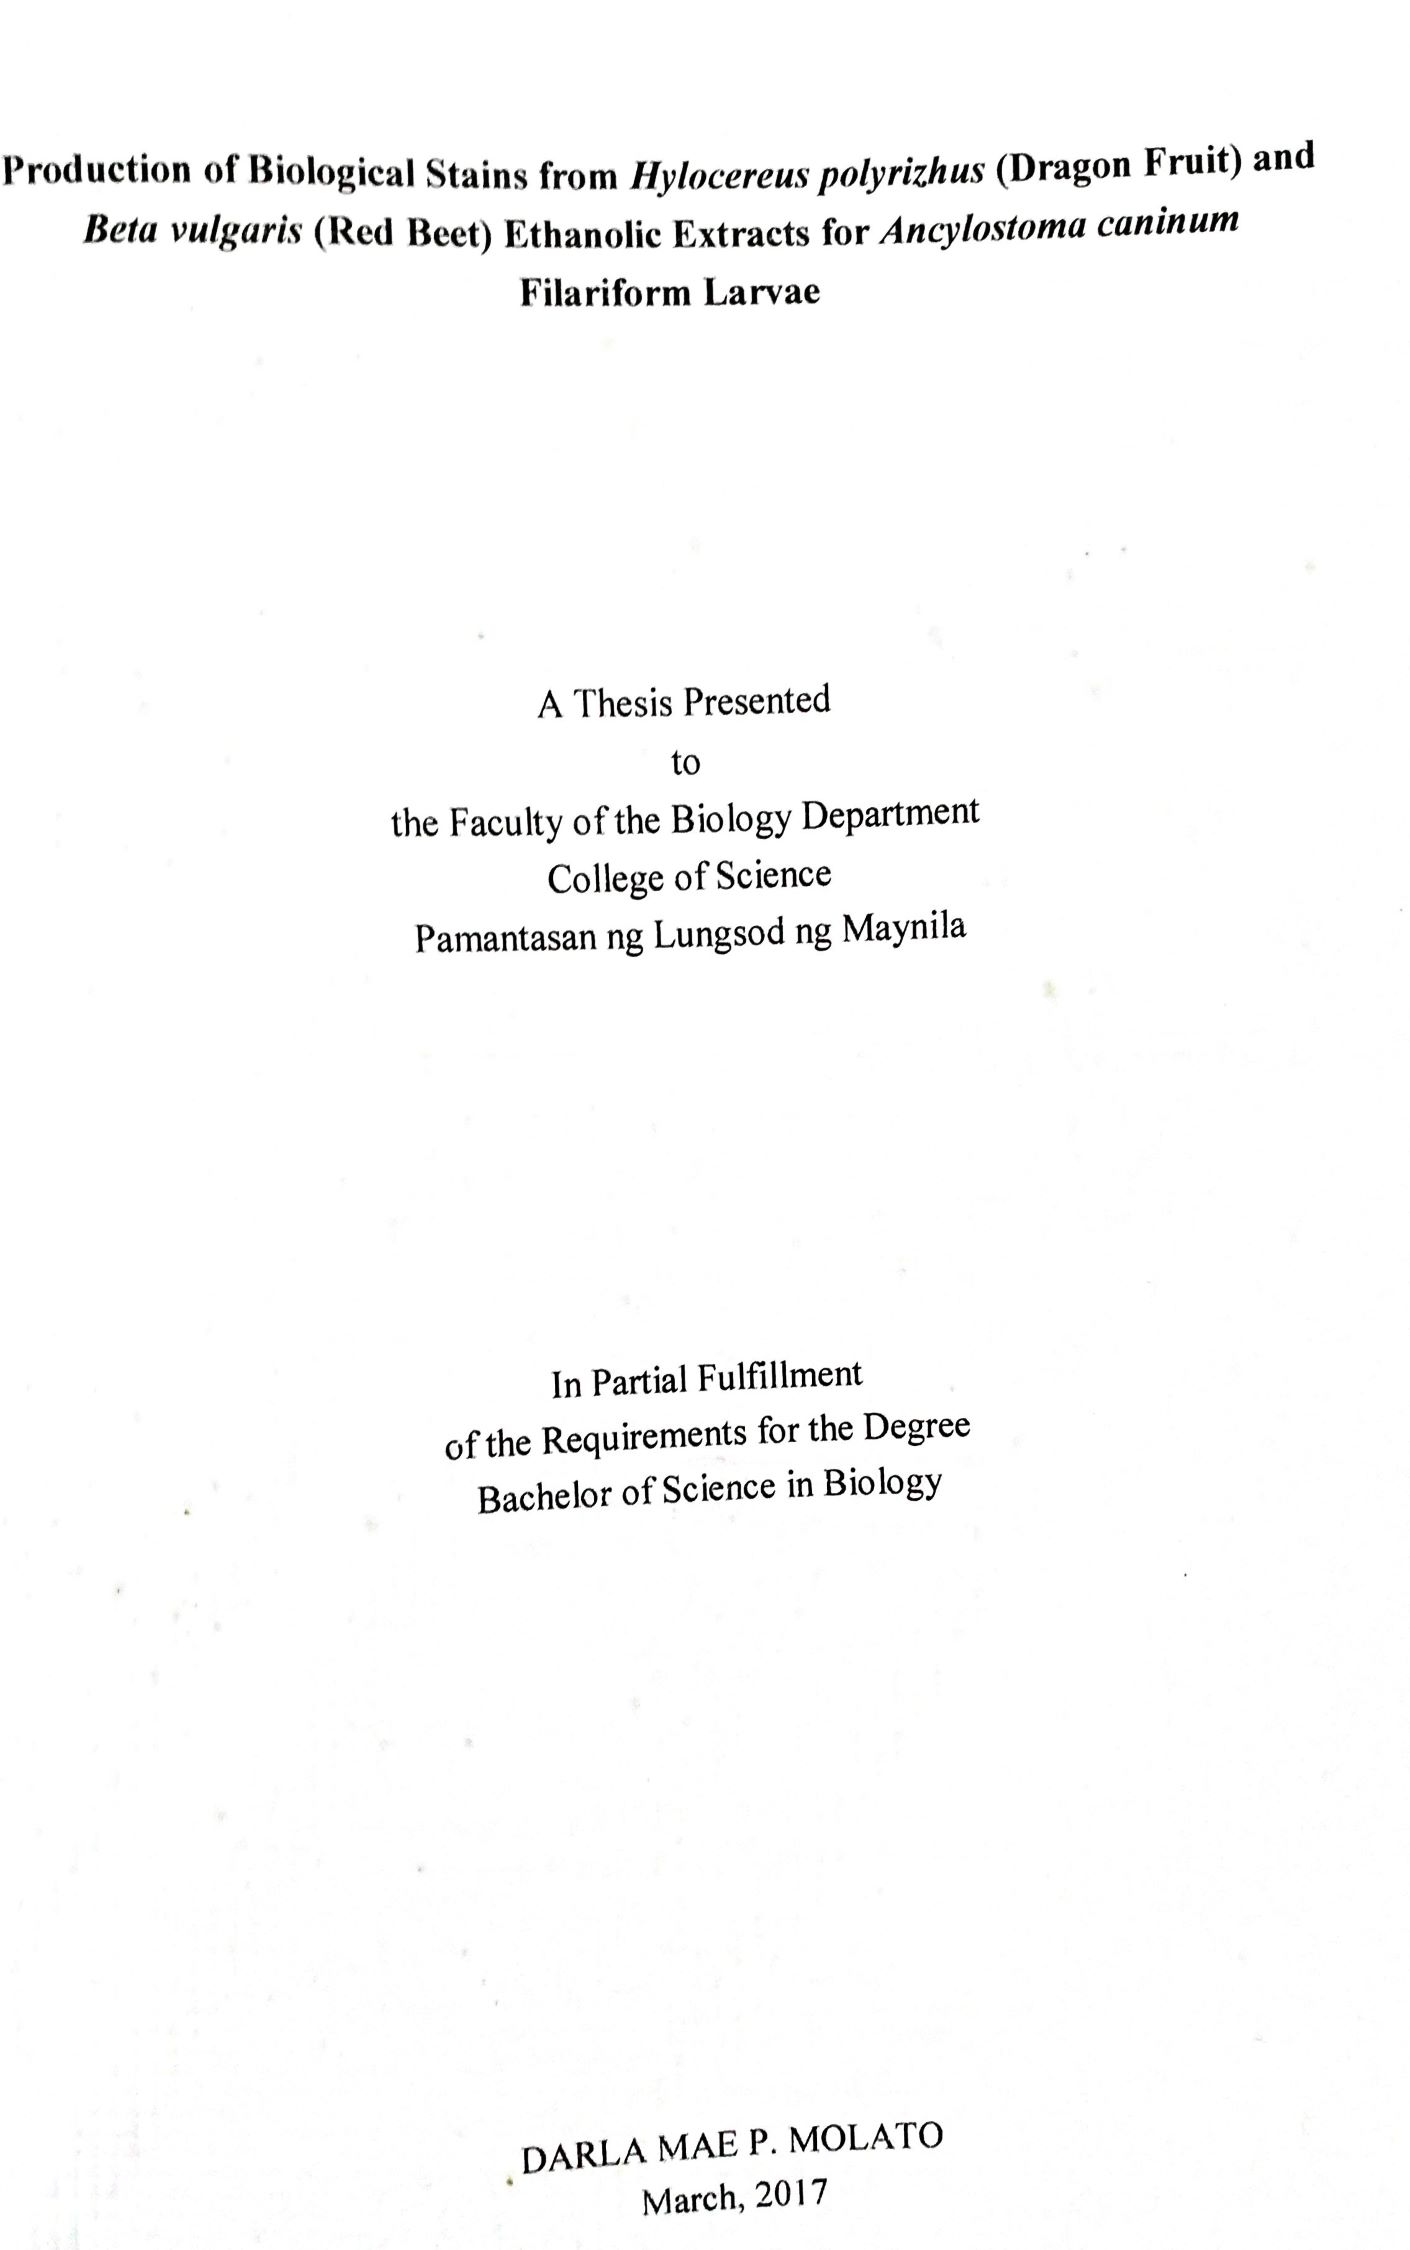 Production of Biological Stains from Hylocereus polyrizhus (Dragon Fruit) and
Beta vulgaris (Red Beet) Ethanolic Extracts for Ancylostoma caninum
Filariform Larvae
A Thesis Presented
to
the Faculty of the Biology Department
College of Science
Pamantasan ng Lungsod ng Maynila
In Partial Fulfillment
of the Requirements for the Degree
Bachelor of Science in Biology
DARLA MAE P. MOLATO
March, 2017